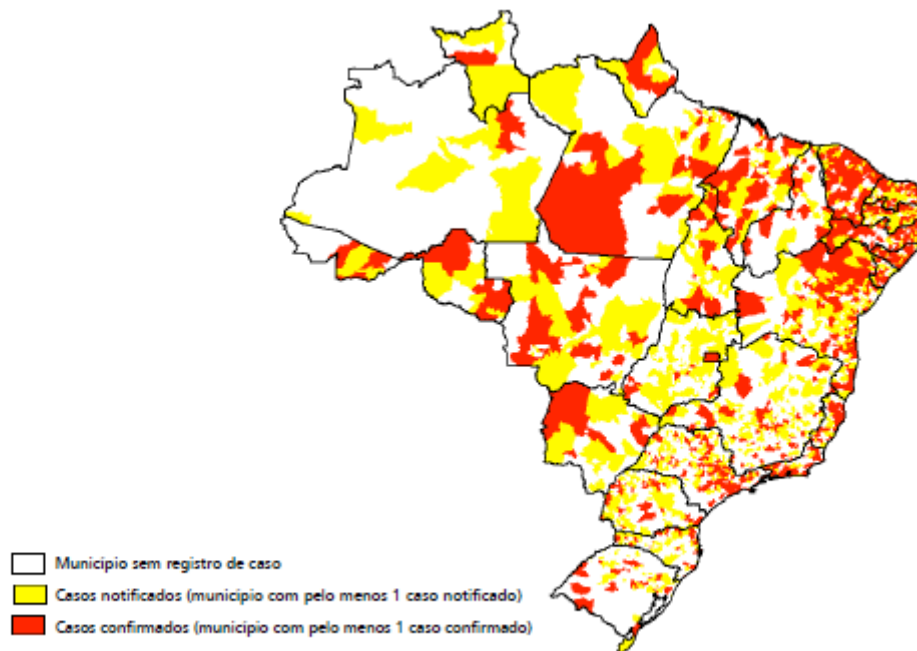 Município sem registro de caso
Casos notificados (município com pelo menos 1 caso notificado)
Casos confirmados (município com pelo menos 1 caso confirmado)